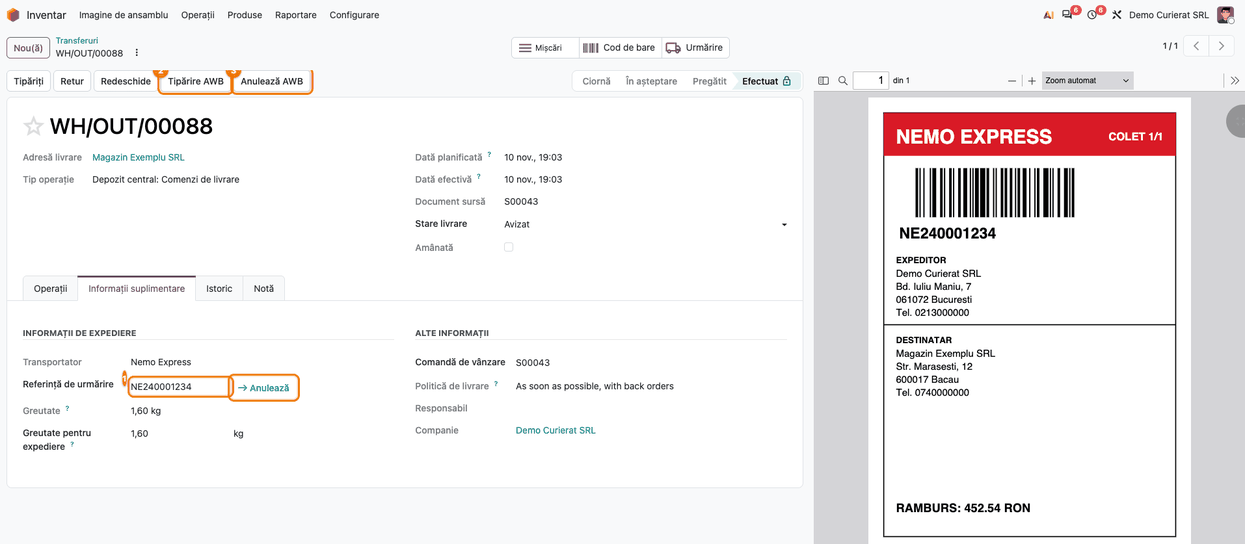 Inventar Imagine de ansamblu Operații Produse Raportare Configurare 6 6 Demo Curierat SRL
Nou(ă) Transferuri
WH/OUT/00088
Mișcări Cod de bare Urmărire 1/1
Tipăriți Retur Redeschide 2 Tipărire AWB 3 Anulează AWB Ciornă În așteptare Pregătit Efectuat
WH/OUT/00088
Adresă livrare Magazin Exemplu SRL
Tip operație Depozit central: Comenzi de livrare
Dată planificată ? 10 nov., 19:03
Dată efectivă ? 10 nov., 19:03
Document sursă S00043
Stare livrare Avizat
Amânată
Operații Informații suplimentare Istoric Notă
INFORMAȚII DE EXPEDIERE
Transportator Nemo Express
Referință de urmărire 1 NE240001234 → Anulează
Greutate ? 1,60 kg
Greutate pentru expediere ? 1,60 kg
ALTE INFORMAȚII
Comandă de vânzare S00043
Politică de livrare ? As soon as possible, with back orders
Responsabil
Companie Demo Curierat SRL
1 din 1 Zoom automat
NEMO EXPRESS COLET 1/1
NE240001234
EXPEDITOR
Demo Curierat SRL
Bd. Iuliu Maniu, 7
061072 Bucuresti
Tel. 0213000000
DESTINATAR
Magazin Exemplu SRL
Str. Marasesti, 12
600017 Bacau
Tel. 0740000000
RAMBURS: 452.54 RON